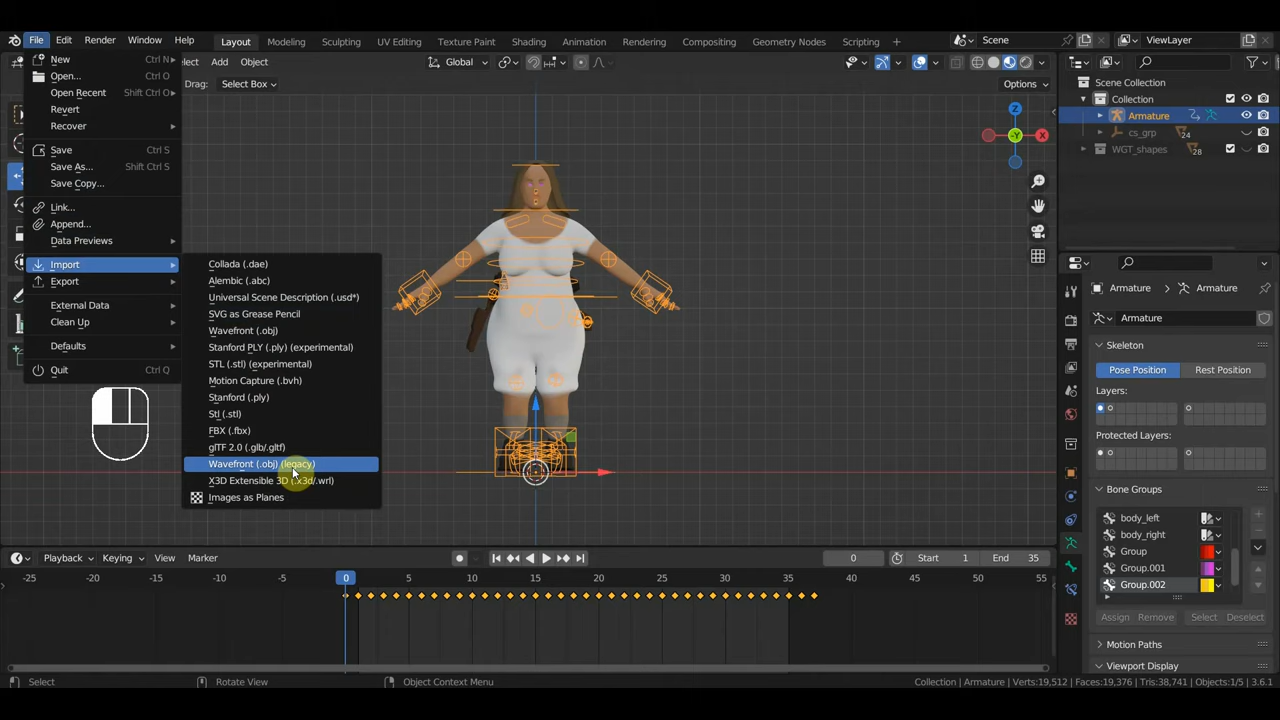 File Edit Render Window Help Layout Modeling Sculpting UV Editing Texture Paint Shading Animation Rendering Compositing Geometry Nodes Scripting + Scene ViewLayer
New Ctrl N
Open... Ctrl O
Open Recent Shift Ctrl O
Revert
Recover
Save Ctrl S
Save As... Shift Ctrl S
Save Copy...
Link...
Append...
Data Previews
Import
Export
External Data
Clean Up
Defaults
Quit Ctrl Q
Collada (.dae)
Alembic (.abc)
Universal Scene Description (.usd*)
SVG as Grease Pencil
Wavefront (.obj)
Stanford PLY (.ply) (experimental)
STL (.stl) (experimental)
Motion Capture (.bvh)
Stanford (.ply)
Stl (.stl)
FBX (.fbx)
glTF 2.0 (.glb/.gltf)
Wavefront (.obj) (legacy)
X3D Extensible 3D (.x3d/.wrl)
Images as Planes
lect Add Object Global
Drag: Select Box Options
Z
X
-Y
Scene Collection
Collection
Armature
cs_grp 24
WGT_shapes 28
Armature Armature
Armature
Skeleton
Pose Position Rest Position
Layers:
Protected Layers:
Bone Groups
body_left
body_right
Group
Group.001
Group.002
Assign Remove Select Deselect
Motion Paths
Viewport Display
Playback Keying View Marker 0 Start 1 End 35
-25 -20 -15 -10 -5 0 5 10 15 20 25 30 35 40 45 50 55
Select Rotate View Object Context Menu Collection | Armature | Verts:19,512 | Faces:19,376 | Tris:38,741 | Objects:1/5 | 3.6.1